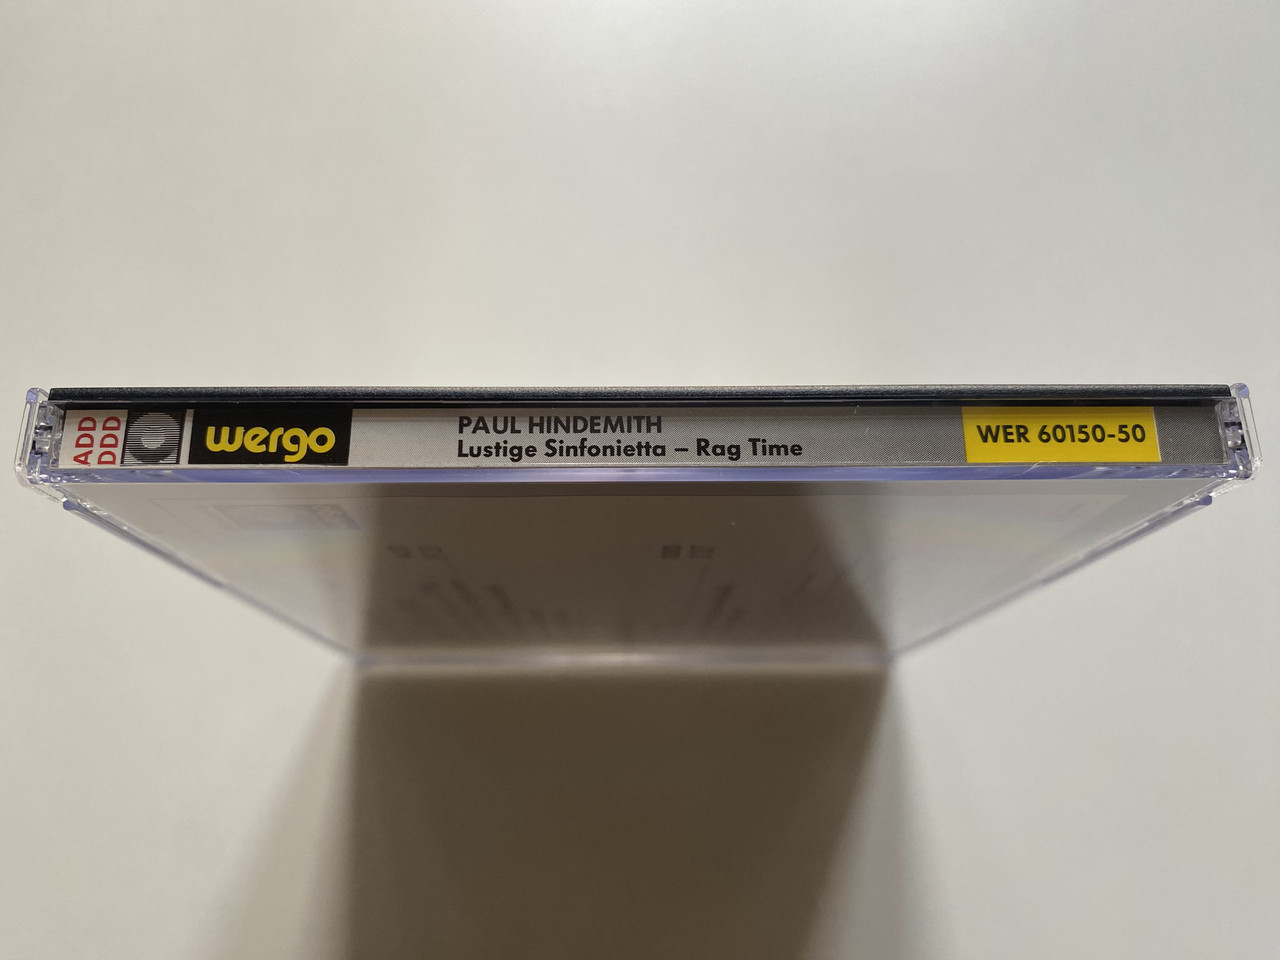 ADD
DDD
wergo
PAUL HINDEMITH
Lustige Sinfonietta – Rag Time
WER 60150-50